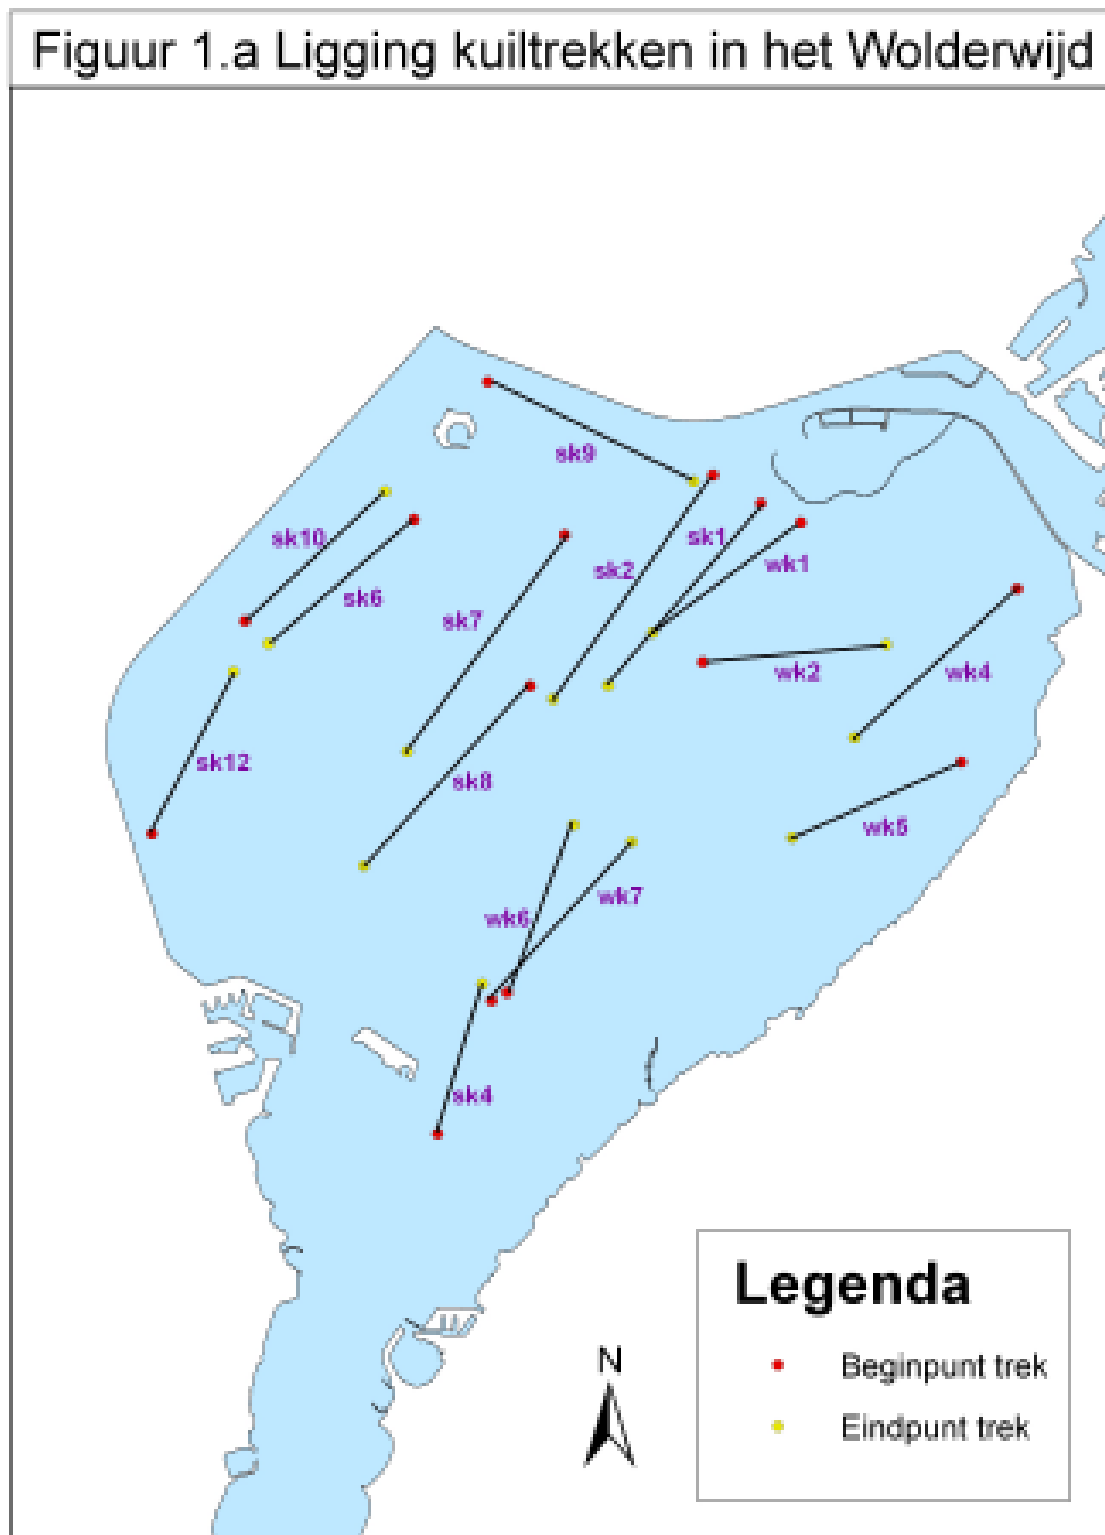 Figuur 1.a Ligging kuiltrekken in het Wolderwijd
sk9
sk10
sk1
wk1
sk2
sk6
sk7
wk2
wk4
sk12
sk8
wk5
wk7
wk6
sk4
Legenda
N
Beginpunt trek
Eindpunt trek